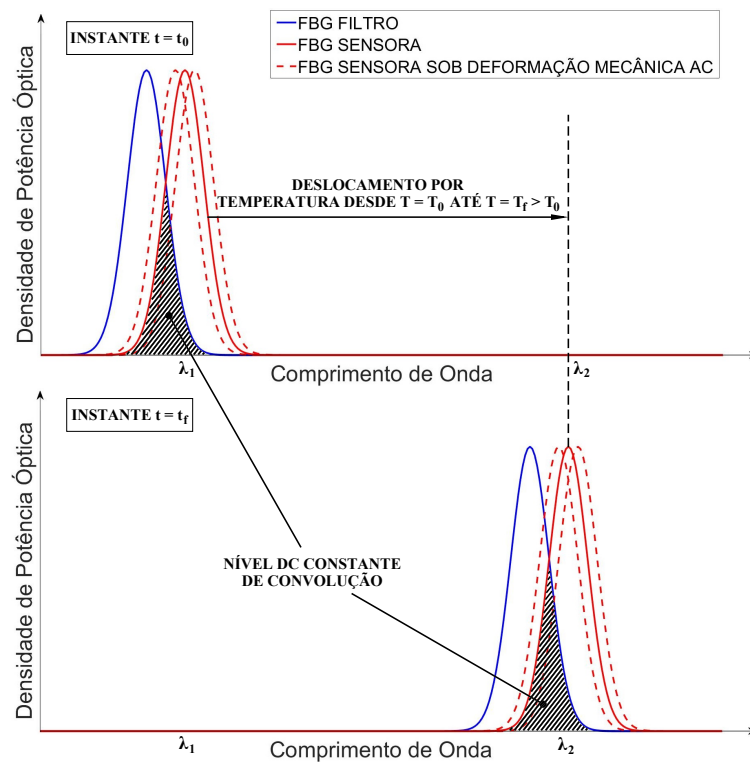 INSTANTE t = t0
FBG FILTRO
FBG SENSORA
FBG SENSORA SOB DEFORMAÇÃO MECÂNICA AC
Densidade de Potência Óptica
DESLOCAMENTO POR
TEMPERATURA DESDE T = T0 ATÉ T = Tf > T0
λ1
λ2
Comprimento de Onda
INSTANTE t = tf
Densidade de Potência Óptica
NÍVEL DC CONSTANTE
DE CONVOLUÇÃO
λ1
λ2
Comprimento de Onda